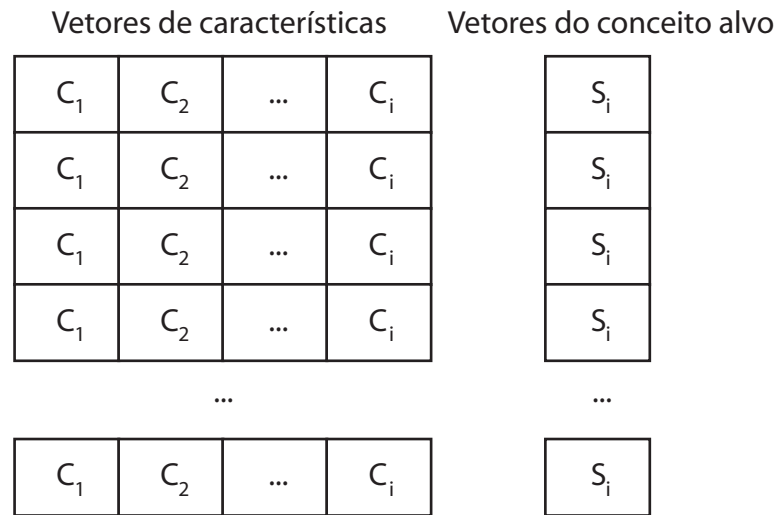 Vetores de característícas Vetores do conceito alvo
C₁ C₂ ... Cᵢ Sᵢ
C₁ C₂ ... Cᵢ Sᵢ
C₁ C₂ ... Cᵢ Sᵢ
C₁ C₂ ... Cᵢ Sᵢ
... ...
C₁ C₂ ... Cᵢ Sᵢ